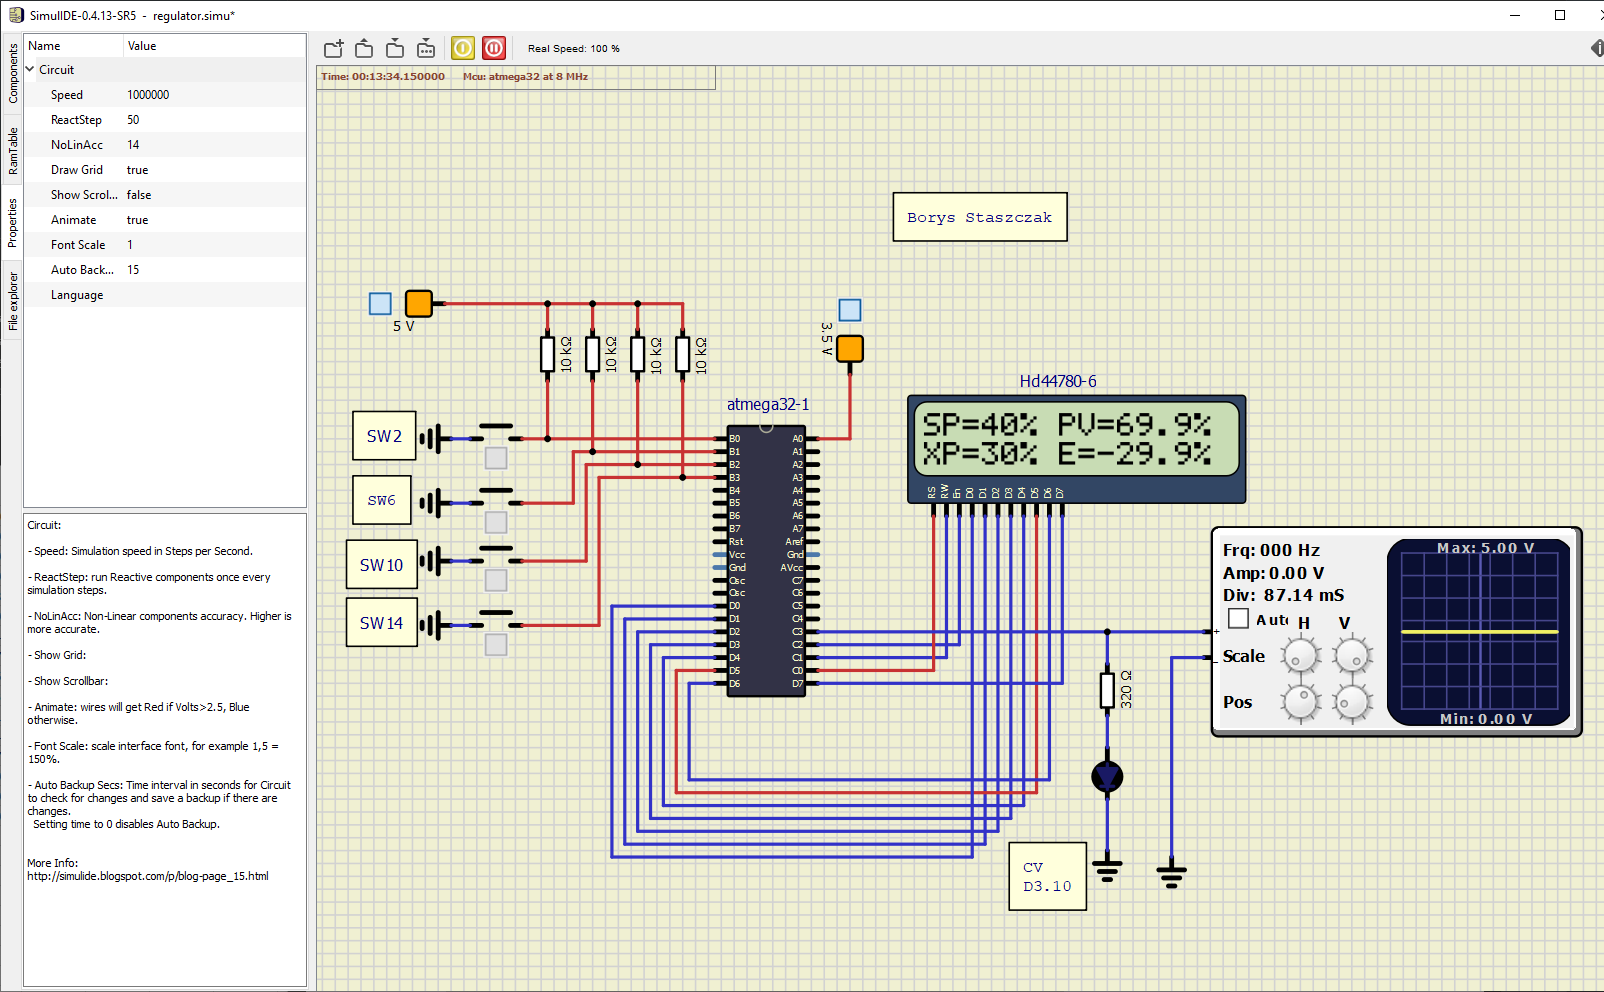 SimulIDE-0.4.13-SR5 - regulator.simu*
Components
RamTable
Properties
File explorer
Name Value
Circuit
Speed 1000000
ReactStep 50
NoLinAcc 14
Draw Grid true
Show Scrol... false
Animate true
Font Scale 1
Auto Back... 15
Language
Circuit:
- Speed: Simulation speed in Steps per Second.
- ReactStep: run Reactive components once every
simulation steps.
- NoLinAcc: Non-Linear components accuracy. Higher is
more accurate.
- Show Grid:
- Show Scrollbar:
- Animate: wires will get Red if Volts>2.5, Blue
otherwise.
- Font Scale: scale interface font, for example 1,5 =
150%.
- Auto Backup Secs: Time interval in seconds for Circuit
to check for changes and save a backup if there are
changes.
Setting time to 0 disables Auto Backup.
More Info:
http://simulide.blogspot.com/p/blog-page_15.html
Real Speed: 100 %
Time: 00:13:34.150000 Mcu: atmega32 at 8 MHz
Borys Staszczak
5 V
10 kΩ
10 kΩ
10 kΩ
10 kΩ
3.5 V
SW2
SW6
SW10
SW14
atmega32-1
B0 A0
B1 A1
B2 A2
B3 A3
B4 A4
B5 A5
B6 A6
B7 A7
Rst Aref
Vcc Gnd
Gnd AVcc
Osc C7
Osc C6
D0 C5
D1 C4
D2 C3
D3 C2
D4 C1
D5 C0
D6 D7
Hd44780-6
SP=40% PV=69.9%
XP=30% E=-29.9%
RS RW En D0 D1 D2 D3 D4 D5 D6 D7
320 Ω
CV
D3.10
Frq: 000 Hz
Amp: 0.00 V
Div: 87.14 mS
Auto H V
Scale
Pos
+
-
Max: 5.00 V
Min: 0.00 V